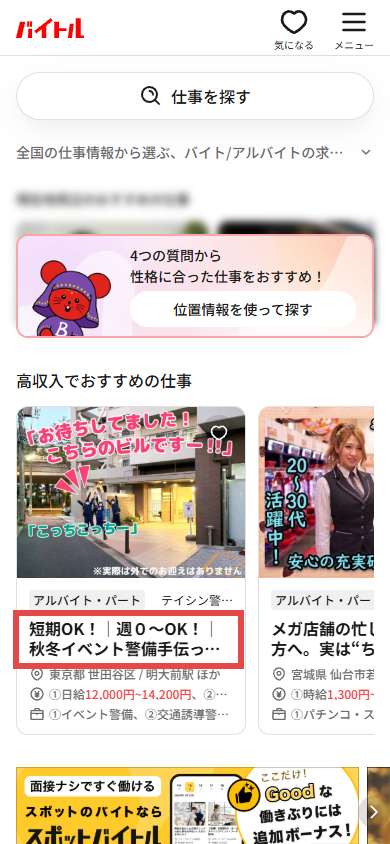 バイトル
気になる
メニュー
仕事を探す
全国の仕事情報から選ぶ、バイト/アルバイトの求…
4つの質問から
性格に合った仕事をおすすめ！
位置情報を使って探す
B
高収入でおすすめの仕事
「お待ちしてました！
こちらのビルですー!!」
「こっちこっちー」
※実際は外でのお迎えはありません
アルバイト・パート
テイシン警…
短期OK！｜週０〜OK！｜
秋冬イベント警備手伝っ…
東京都 世田谷区 / 明大前駅 ほか
①日給12,000円~14,200円、②…
①イベント警備、②交通誘導警…
20〜30代
活躍中！
安心の充実研
アルバイト・パート
メガ店舗の忙し
方へ。実は“ち
宮城県 仙台市若
①時給1,300円~
①パチンコ・ス
面接ナシですぐ働ける
スポットのバイトなら
スポットバイトル
ここだけ！
Goodな
働きぶりには
追加ボーナス！